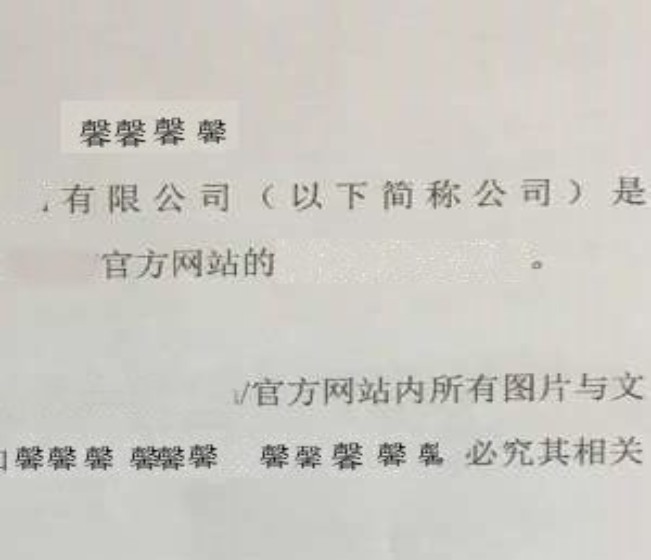 馨馨馨馨
有限公司（以下简称公司）是
官方网站的。
/官方网站内所有图片与文
馨馨馨 馨馨馨 馨馨馨馨馨 必究其相关